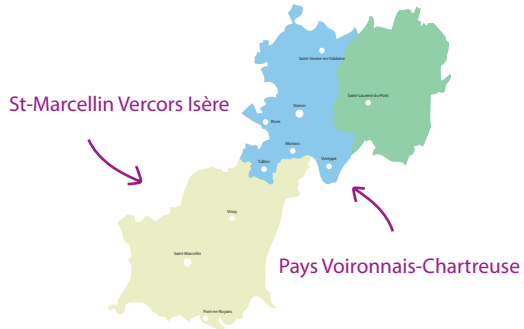 Saint-Geoire-en-Valdaine
St-Marcellin Vercors Isère
Saint-Laurent-du-Pont
Voiron
Rives
Moirans
Tullins
Voreppe
Vinay
Pays Voironnais-Chartreuse
Saint-Marcellin
Pont-en-Royans